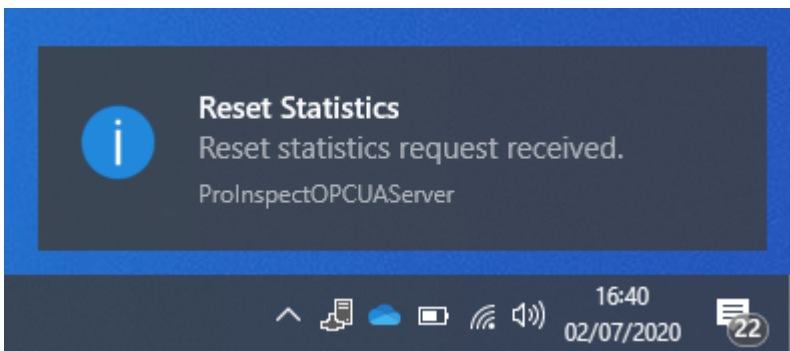 Reset Statistics
Reset statistics request received.
ProInspectOPCUAServer
16:40
02/07/2020
22